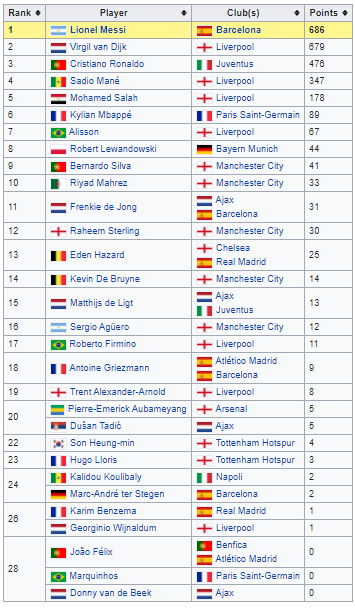 Rank Player Club(s) Points
1 Lionel Messi Barcelona 686
2 Virgil van Dijk Liverpool 679
3 Cristiano Ronaldo Juventus 476
4 Sadio Mané Liverpool 347
5 Mohamed Salah Liverpool 178
6 Kylian Mbappé Paris Saint-Germain 89
7 Alisson Liverpool 67
8 Robert Lewandowski Bayern Munich 44
9 Bernardo Silva Manchester City 41
10 Riyad Mahrez Manchester City 33
11 Frenkie de Jong Ajax
Barcelona 31
12 Raheem Sterling Manchester City 30
13 Eden Hazard Chelsea
Real Madrid 25
14 Kevin De Bruyne Manchester City 14
15 Matthijs de Ligt Ajax
Juventus 13
16 Sergio Agüero Manchester City 12
17 Roberto Firmino Liverpool 11
18 Antoine Griezmann Atlético Madrid
Barcelona 9
19 Trent Alexander-Arnold Liverpool 8
20 Pierre-Emerick Aubameyang Arsenal 5
Dušan Tadić Ajax 5
22 Son Heung-min Tottenham Hotspur 4
23 Hugo Lloris Tottenham Hotspur 3
24 Kalidou Koulibaly Napoli 2
Marc-André ter Stegen Barcelona 2
26 Karim Benzema Real Madrid 1
Georginio Wijnaldum Liverpool 1
28 João Félix Benfica
Atlético Madrid 0
Marquinhos Paris Saint-Germain 0
Donny van de Beek Ajax 0